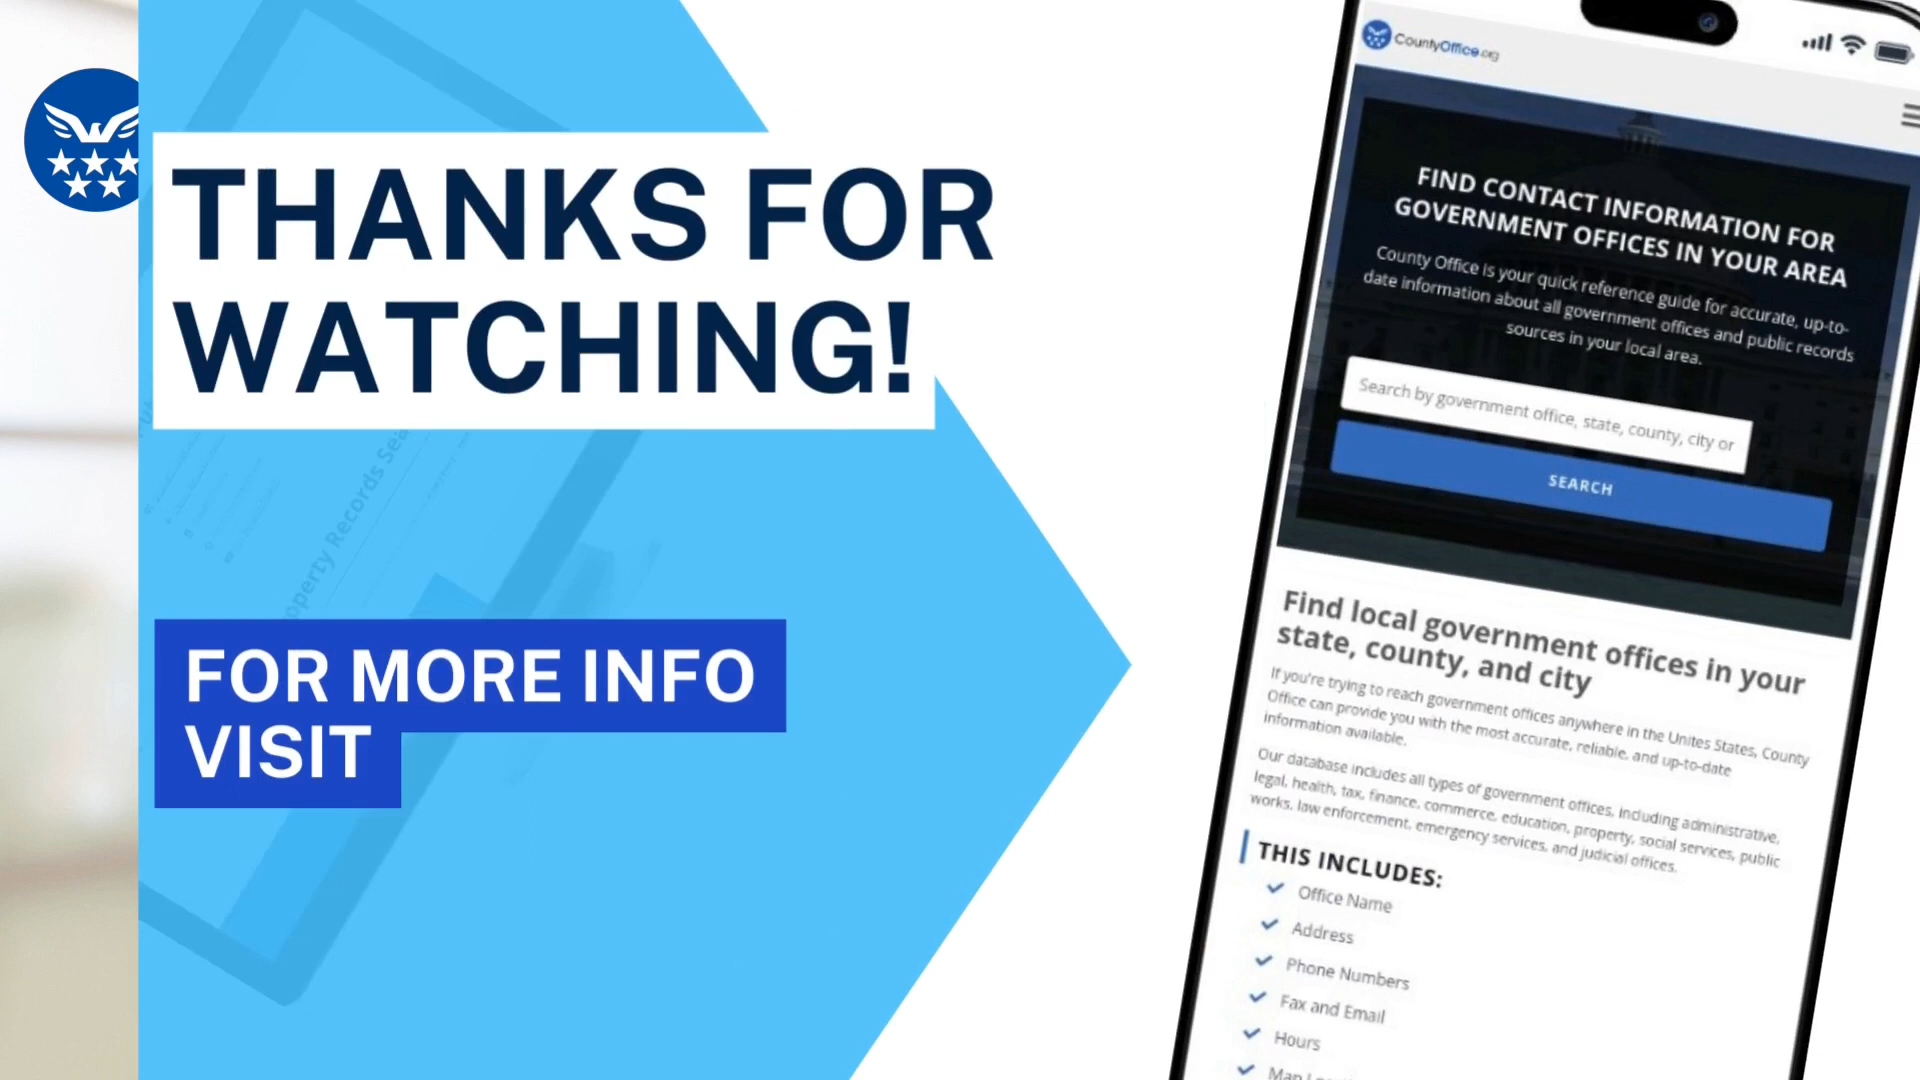 THANKS FOR
WATCHING!
FOR MORE INFO
VISIT
operty Records Sea
CountyOffice.org
FIND CONTACT INFORMATION FOR
GOVERNMENT OFFICES IN YOUR AREA
County Office is your quick reference guide for accurate, up-to-
date information about all government offices and public records
sources in your local area.
Search by government office, state, county, city or
SEARCH
Find local government offices in your
state, county, and city
If you're trying to reach government offices anywhere in the Unites States, County
Office can provide you with the most accurate, reliable, and up-to-date
information available.
Our database includes all types of government offices, including administrative,
legal, health, tax, finance, commerce, education, property, social services, public
works, law enforcement, emergency services, and judicial offices.
THIS INCLUDES:
Office Name
Address
Phone Numbers
Fax and Email
Hours
Map